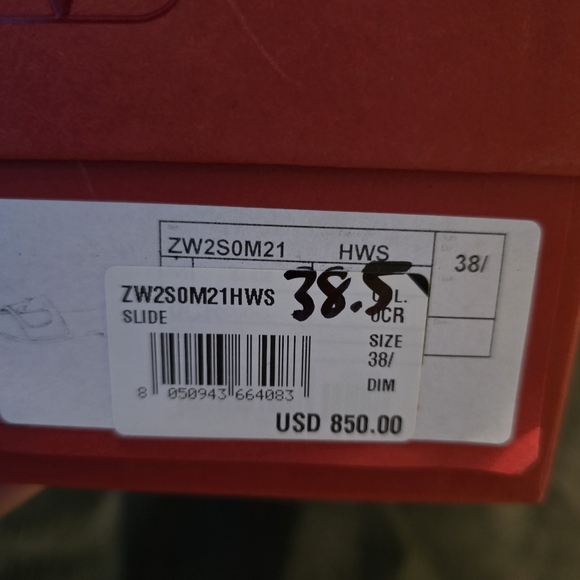 ZW2S0M21 HWS 38/
ZW2S0M21HWS 38.5
SLIDE
SIZE
38/
DIM
8 050943 664083
USD 850.00